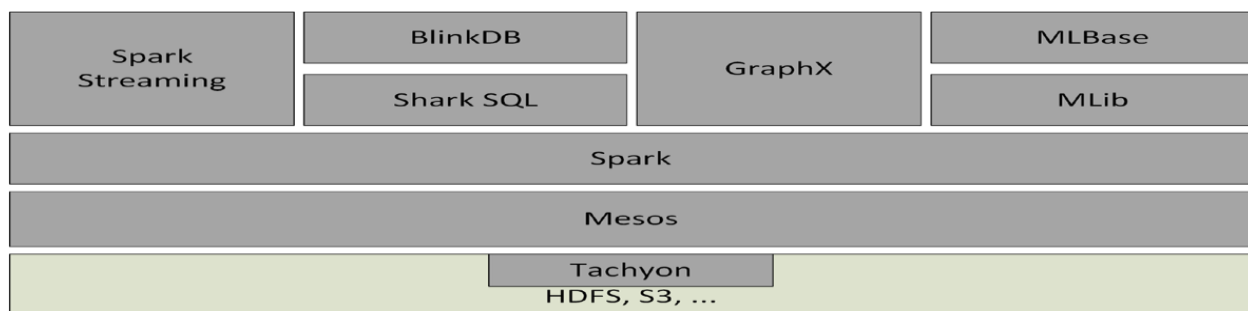 Spark
Streaming
BlinkDB
Shark SQL
GraphX
MLBase
MLib
Spark
Mesos
Tachyon
HDFS, S3, ...